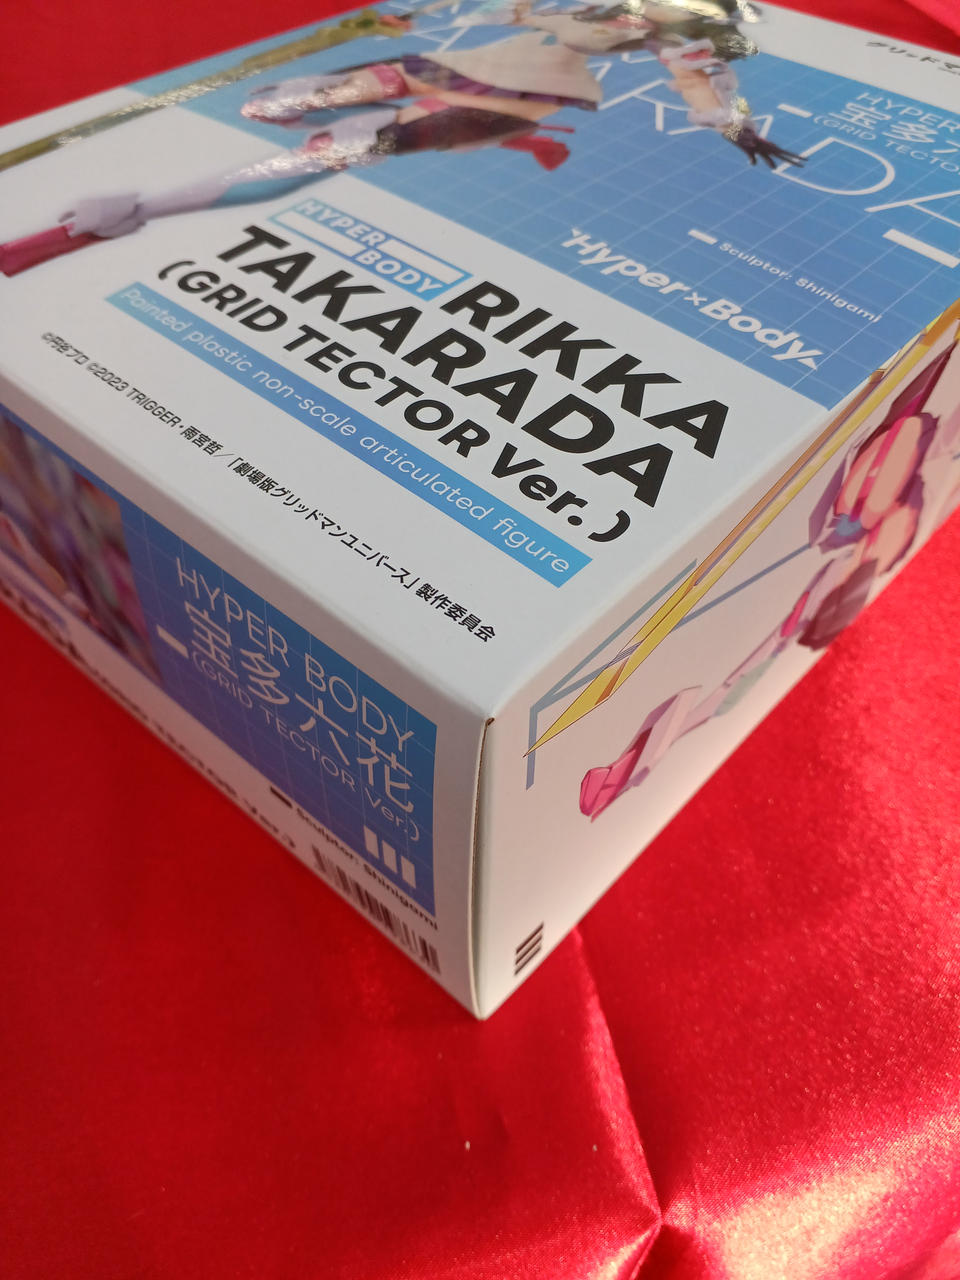 HYPER
宝多六
(GRID TECTO
Sculptor: Shinigami
Hyper×Body
HYPER
BODY
RIKKA
TAKARADA
(GRID TECTOR Ver.)
Painted plastic non-scale articulated figure
©円谷プロ ©2023 TRIGGER・雨宮哲／「劇場版グリッドマンユニバース」製作委員会
HYPER BODY
宝多六花
(GRID TECTOR Ver.)
Sculptor: Shinigami